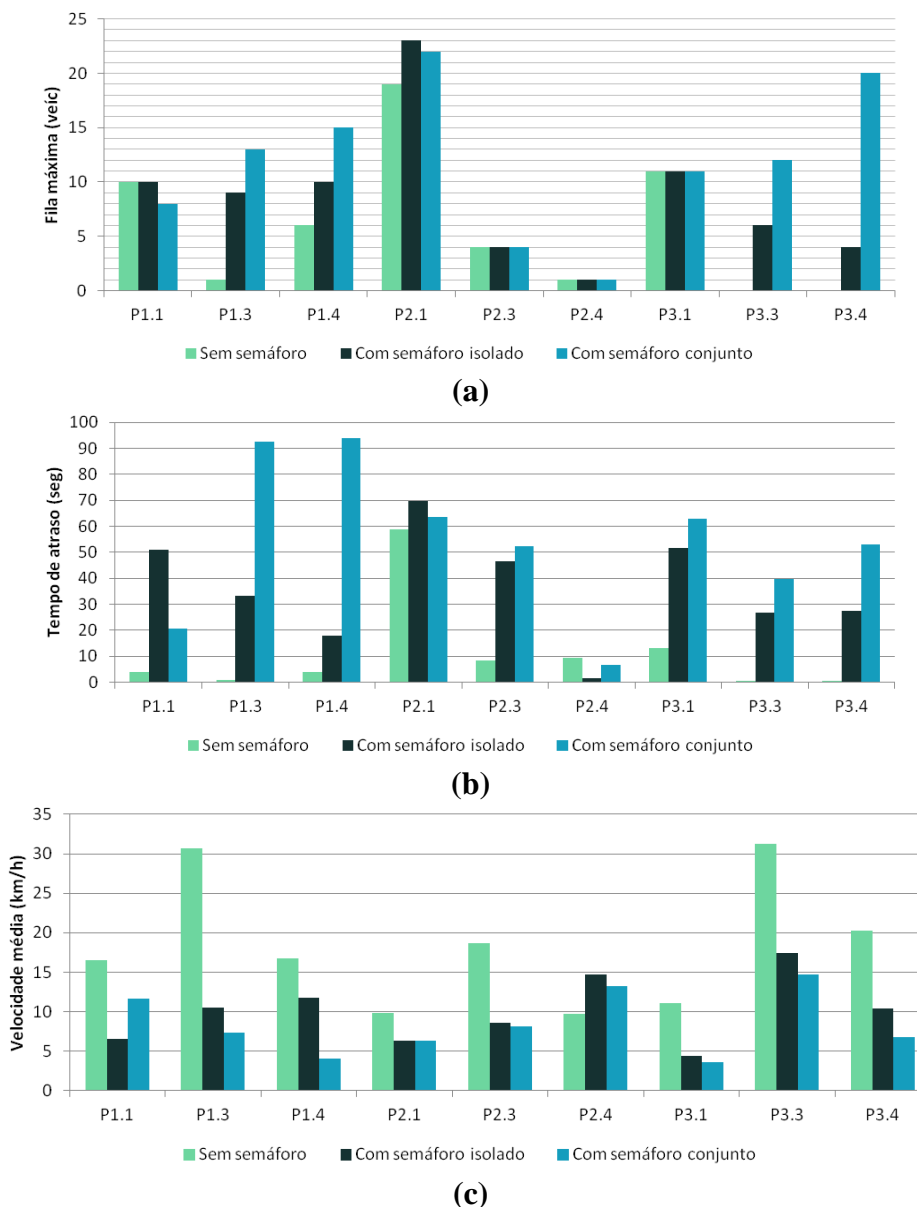 25
20
15
10
5
0
Fila máxima (veíc)
P1.1 P1.3 P1.4 P2.1 P2.3 P2.4 P3.1 P3.3 P3.4
Sem semáforo Com semáforo isolado Com semáforo conjunto
(a)
100
90
80
70
60
50
40
30
20
10
0
Tempo de atraso (seg)
P1.1 P1.3 P1.4 P2.1 P2.3 P2.4 P3.1 P3.3 P3.4
Sem semáforo Com semáforo isolado Com semáforo conjunto
(b)
35
30
25
20
15
10
5
0
Velocidade média (km/h)
P1.1 P1.3 P1.4 P2.1 P2.3 P2.4 P3.1 P3.3 P3.4
Sem semáforo Com semáforo isolado Com semáforo conjunto
(c)